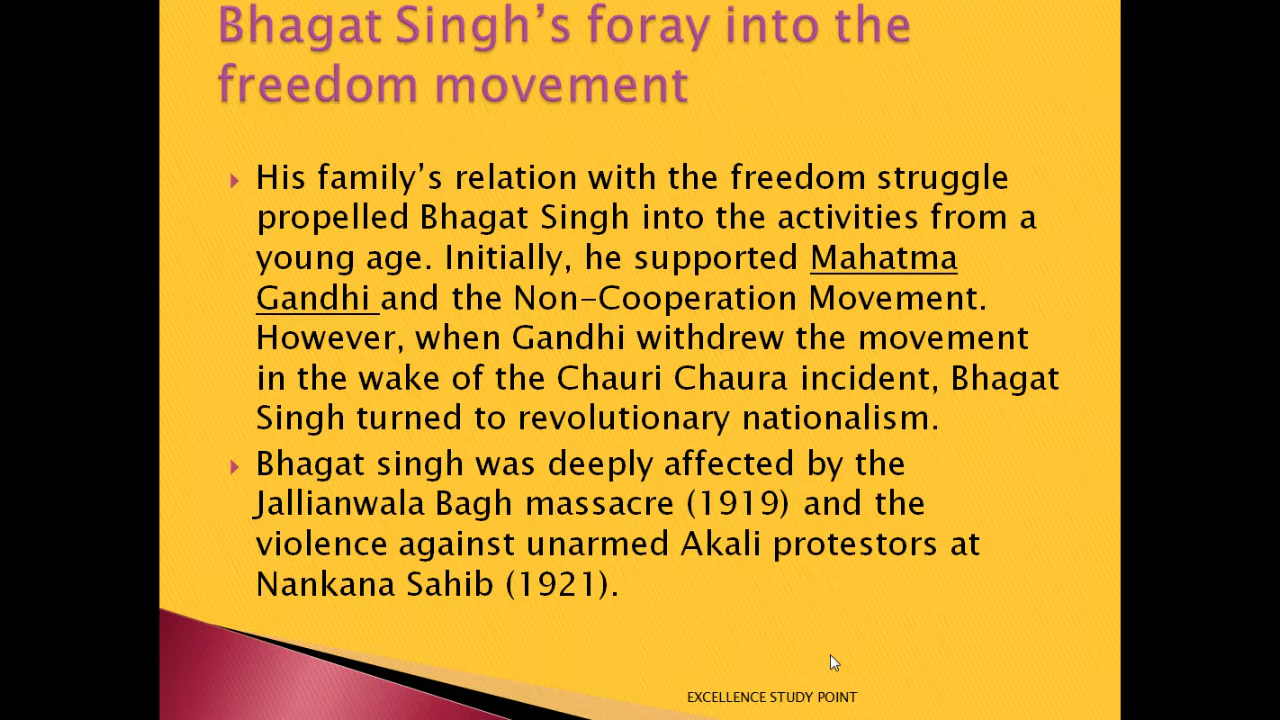 Bhagat Singh’s foray into the
freedom movement
His family’s relation with the freedom struggle
propelled Bhagat Singh into the activities from a
young age. Initially, he supported Mahatma
Gandhi and the Non-Cooperation Movement.
However, when Gandhi withdrew the movement
in the wake of the Chauri Chaura incident, Bhagat
Singh turned to revolutionary nationalism.
Bhagat singh was deeply affected by the
Jallianwala Bagh massacre (1919) and the
violence against unarmed Akali protestors at
Nankana Sahib (1921).
EXCELLENCE STUDY POINT